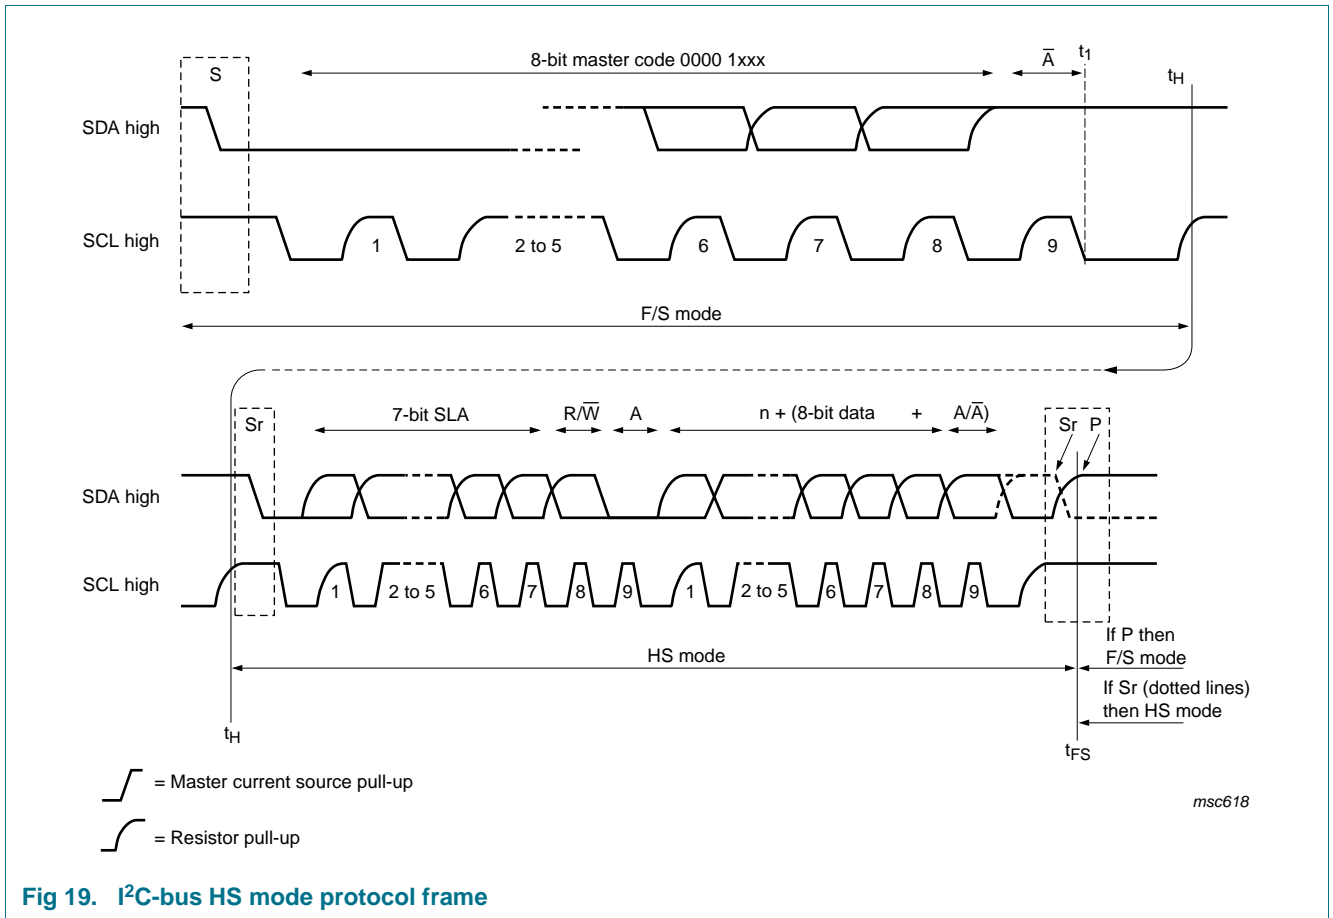 8-bit master code 0000 1xxx
A̅
t1
tH
S
SDA high
SCL high
1
2 to 5
6
7
8
9
F/S mode
Sr
7-bit SLA
R/W̅
A
n + (8-bit data
+
A/A̅)
Sr
P
SDA high
SCL high
1
2 to 5
6
7
8
9
1
2 to 5
6
7
8
9
HS mode
If P then
F/S mode
If Sr (dotted lines)
then HS mode
tH
tFS
= Master current source pull-up
= Resistor pull-up
msc618
Fig 19. I²C-bus HS mode protocol frame